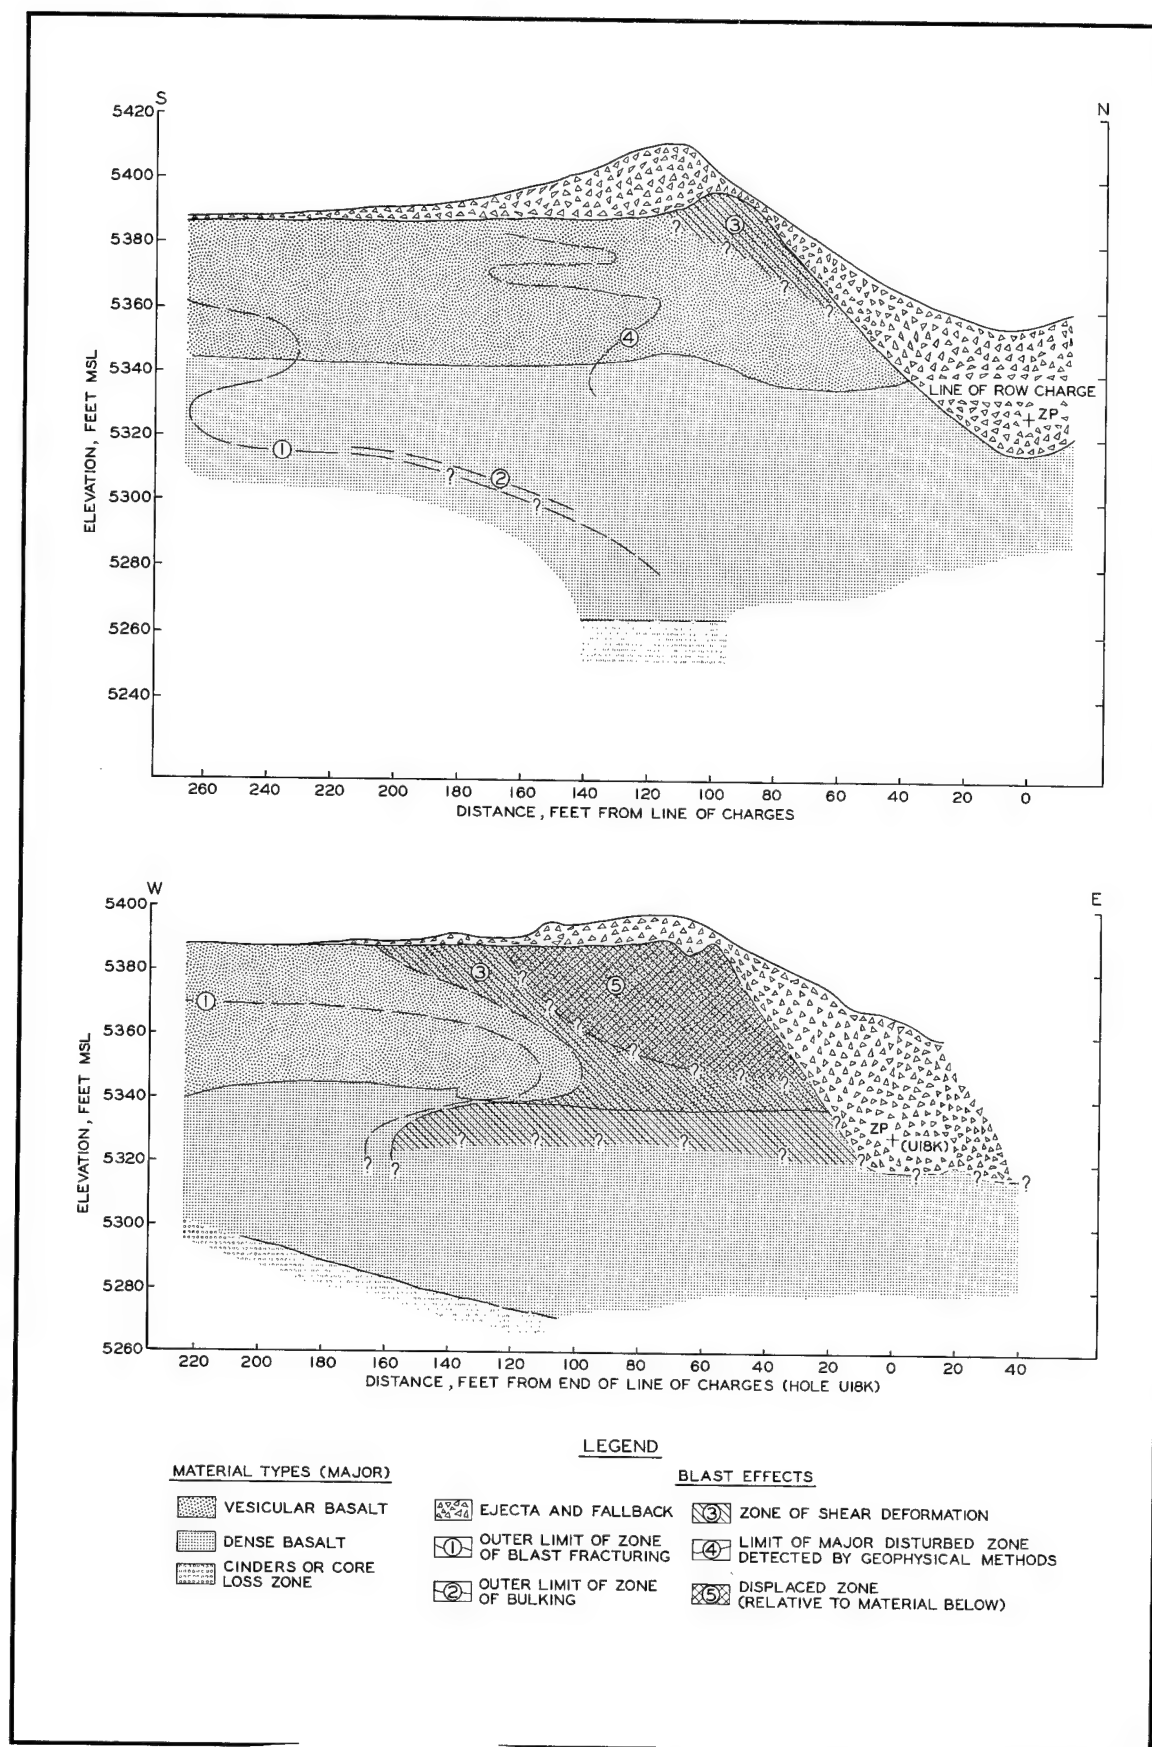 S
N
5420
5400
5380
5360
5340
5320
5300
5280
5260
5240
ELEVATION, FEET MSL
?
3
?
?
?
4
LINE OF ROW CHARGE
+ ZP
1
2
?
?
260 240 220 200 180 160 140 120 100 80 60 40 20 0
DISTANCE, FEET FROM LINE OF CHARGES
W
E
5400
5380
5360
5340
5320
5300
5280
5260
ELEVATION, FEET MSL
3
5
?
1
?
?
?
?
?
?
?
ZP
+ (U18K)
? ? ? ? ? ?
? ?
? ? ?
220 200 180 160 140 120 100 80 60 40 20 0 20 40
DISTANCE, FEET FROM END OF LINE OF CHARGES (HOLE U18K)
LEGEND
MATERIAL TYPES (MAJOR)
VESICULAR BASALT
DENSE BASALT
CINDERS OR CORE
LOSS ZONE
BLAST EFFECTS
EJECTA AND FALLBACK
1 OUTER LIMIT OF ZONE
OF BLAST FRACTURING
2 OUTER LIMIT OF ZONE
OF BULKING
3 ZONE OF SHEAR DEFORMATION
4 LIMIT OF MAJOR DISTURBED ZONE
DETECTED BY GEOPHYSICAL METHODS
5 DISPLACED ZONE
(RELATIVE TO MATERIAL BELOW)